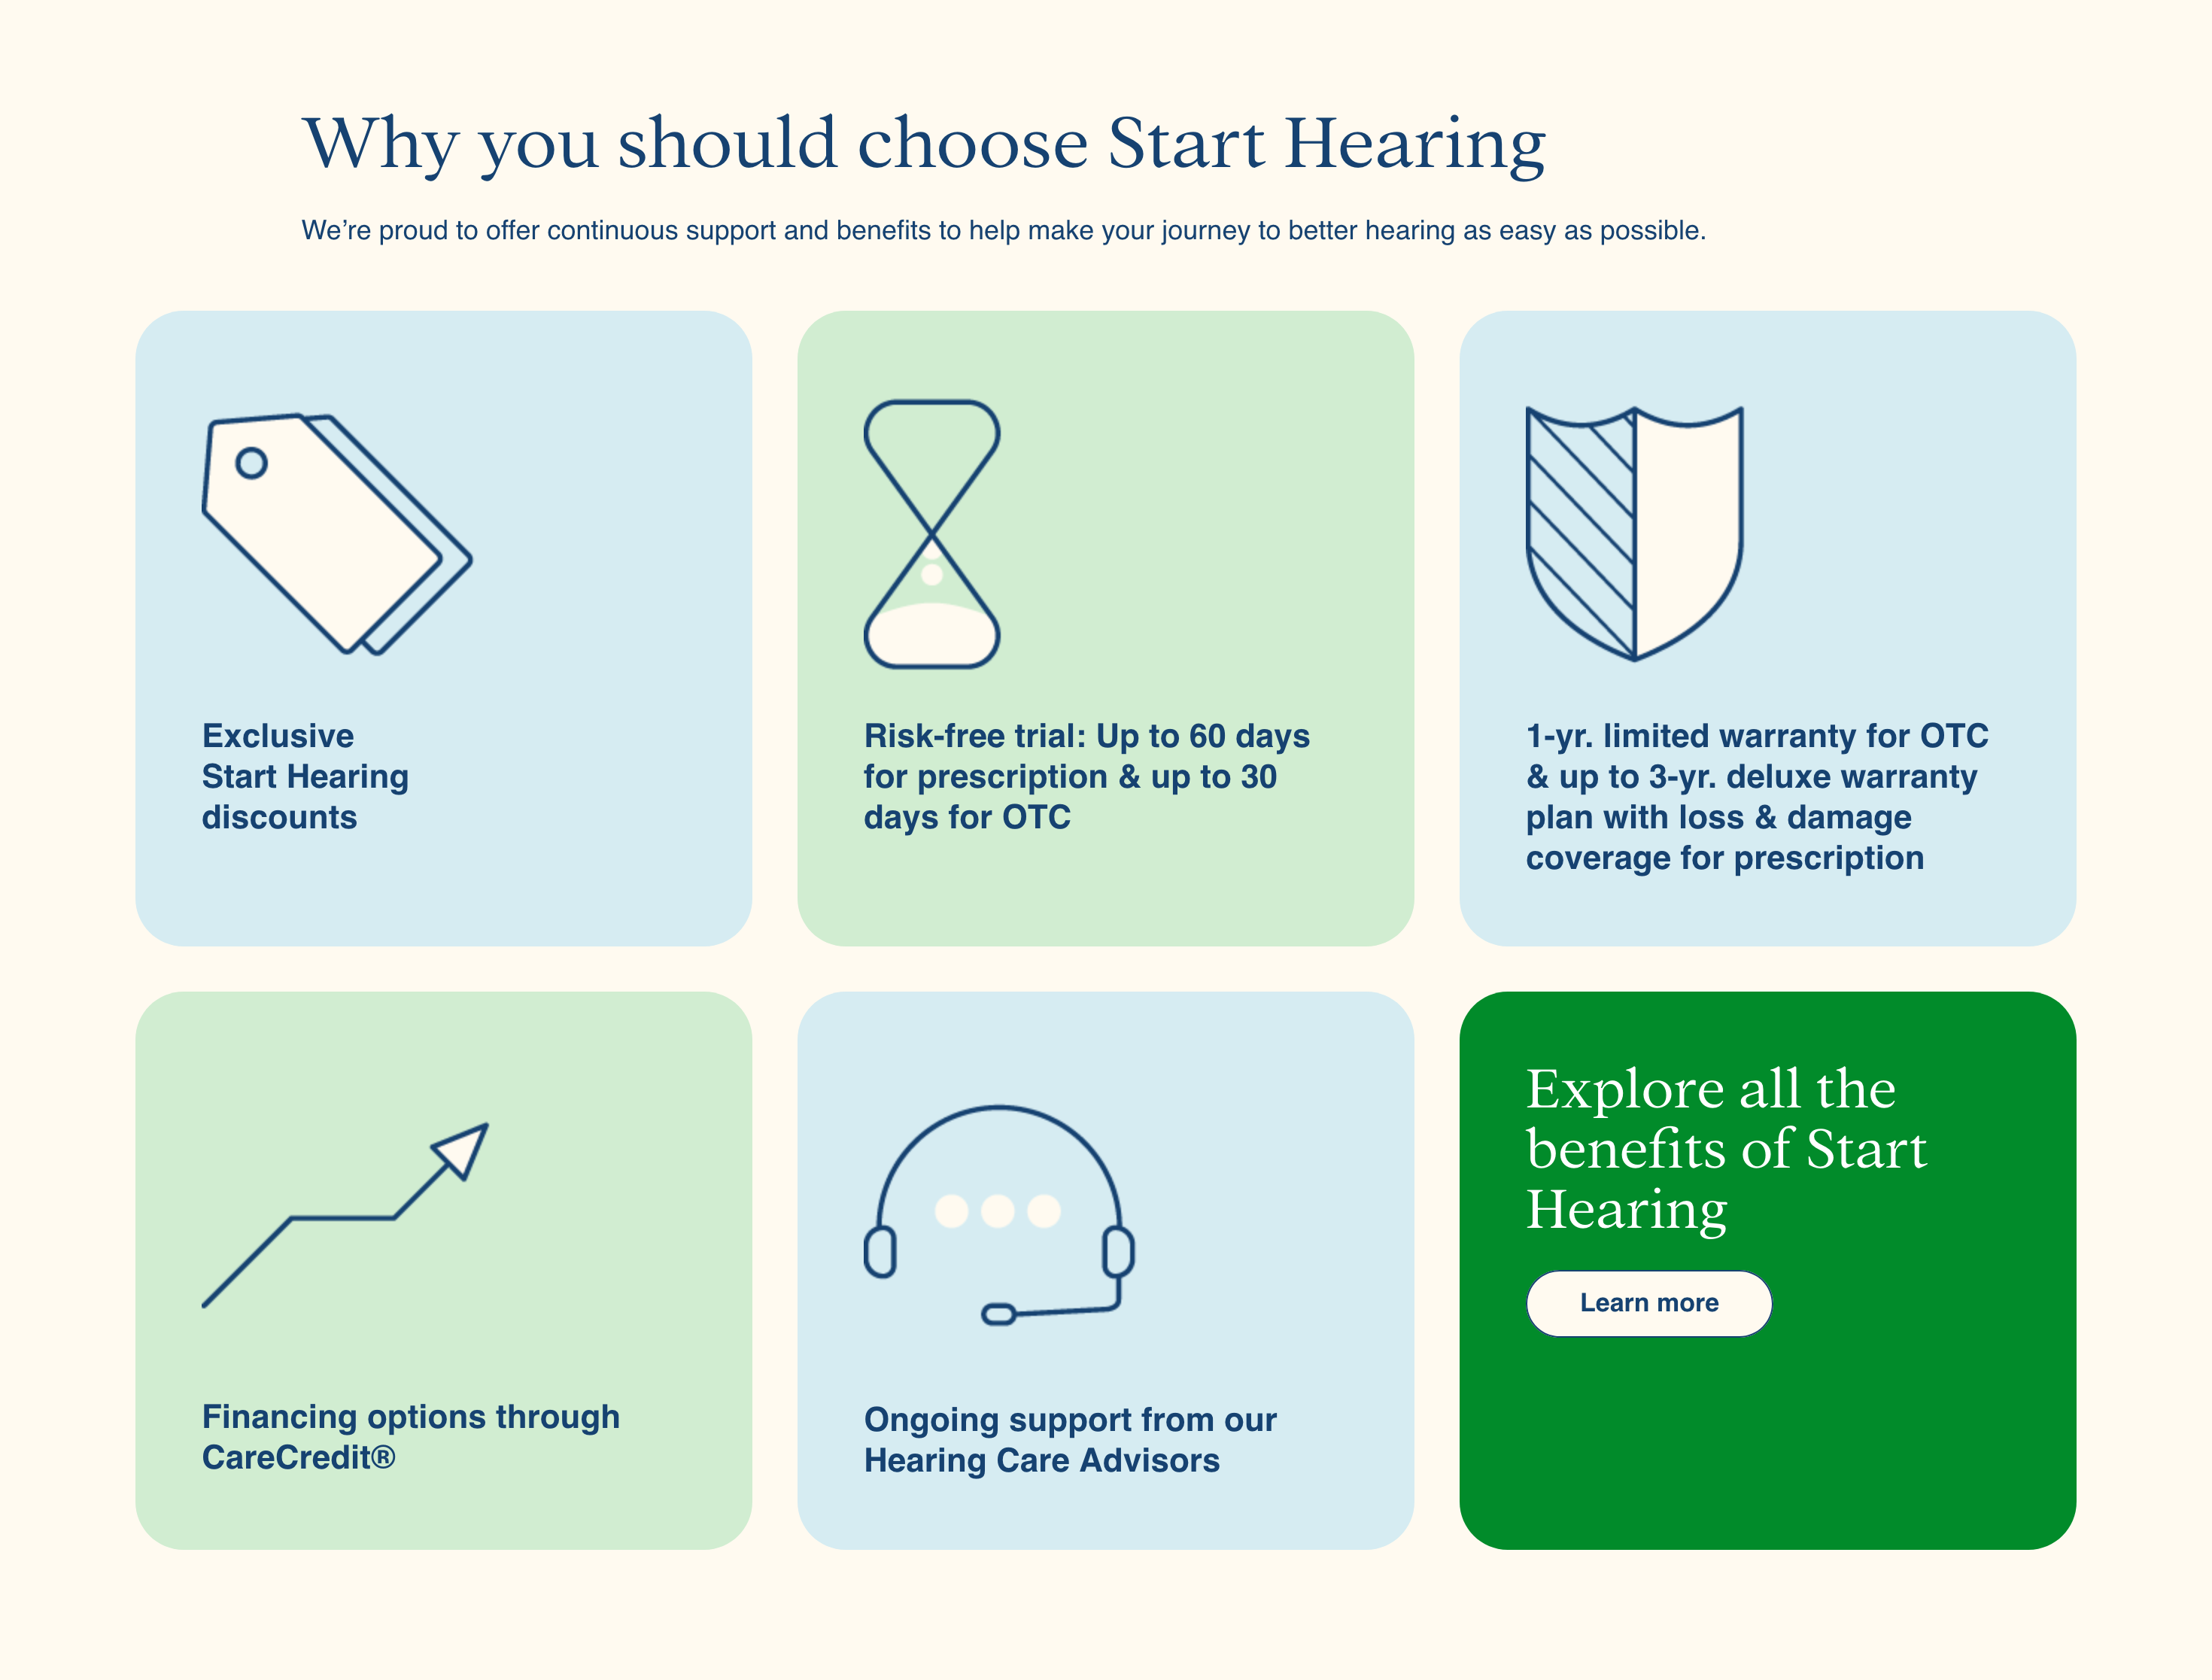 Why you should choose Start Hearing
We’re proud to offer continuous support and benefits to help make your journey to better hearing as easy as possible.
Exclusive
Start Hearing
discounts
Risk-free trial: Up to 60 days
for prescription & up to 30
days for OTC
1-yr. limited warranty for OTC
& up to 3-yr. deluxe warranty
plan with loss & damage
coverage for prescription
Financing options through
CareCredit®
Ongoing support from our
Hearing Care Advisors
Explore all the
benefits of Start
Hearing
Learn more